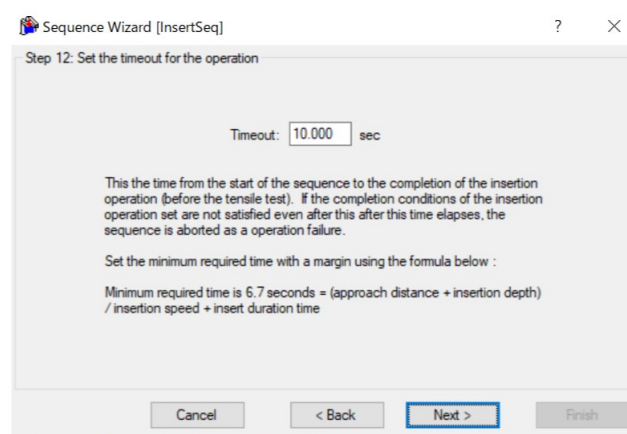 Sequence Wizard [InsertSeq]
?
Step 12: Set the timeout for the operation
Timeout: 10.000 sec
This the time from the start of the sequence to the completion of the insertion
operation (before the tensile test). If the completion conditions of the insertion
operation set are not satisfied even after this after this time elapses, the
sequence is aborted as a operation failure.
Set the minimum required time with a margin using the formula below :
Minimum required time is 6.7 seconds = (approach distance + insertion depth)
/ insertion speed + insert duration time
Cancel < Back Next > Finish